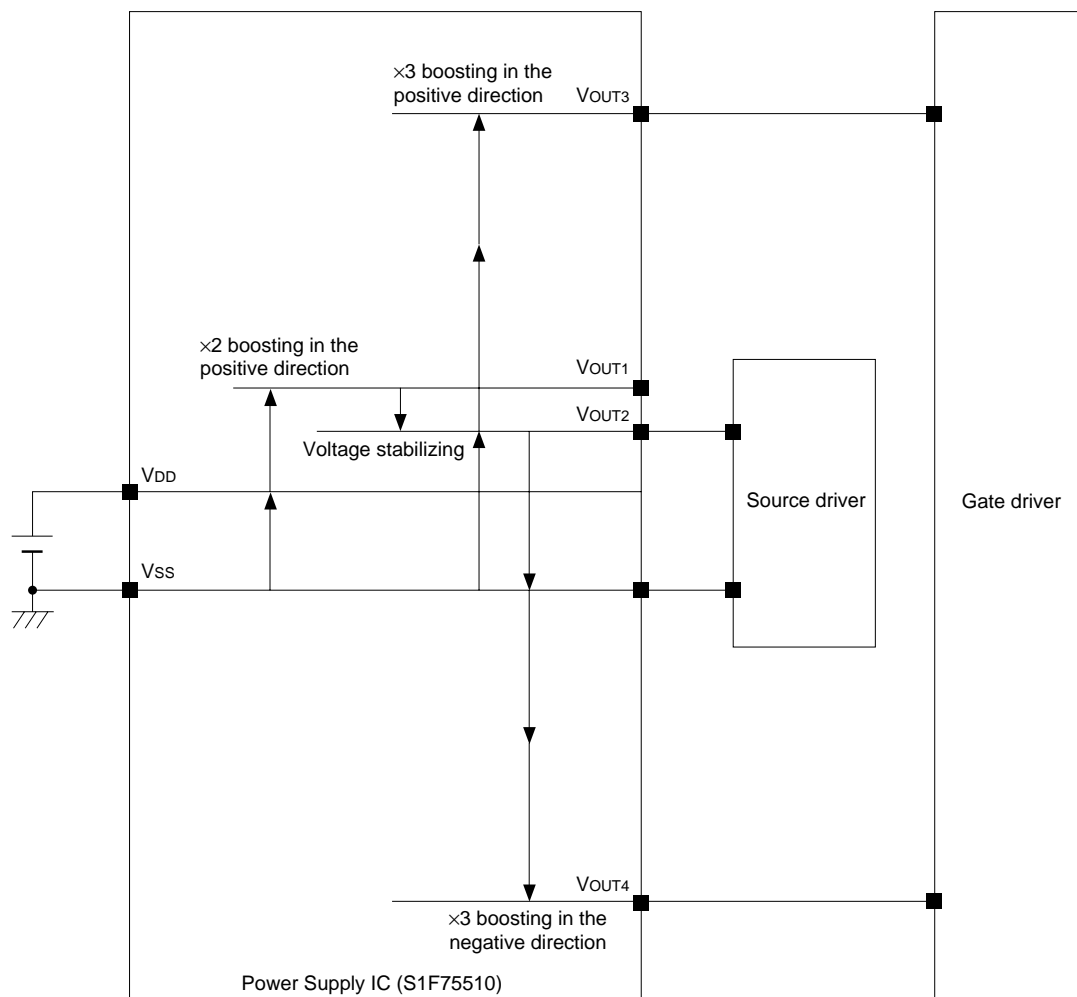 ×3 boosting in the
positive direction
VOUT3
×2 boosting in the
positive direction
VOUT1
VOUT2
Voltage stabilizing
VDD
Source driver
Gate driver
VSS
VOUT4
×3 boosting in the
negative direction
Power Supply IC (S1F75510)